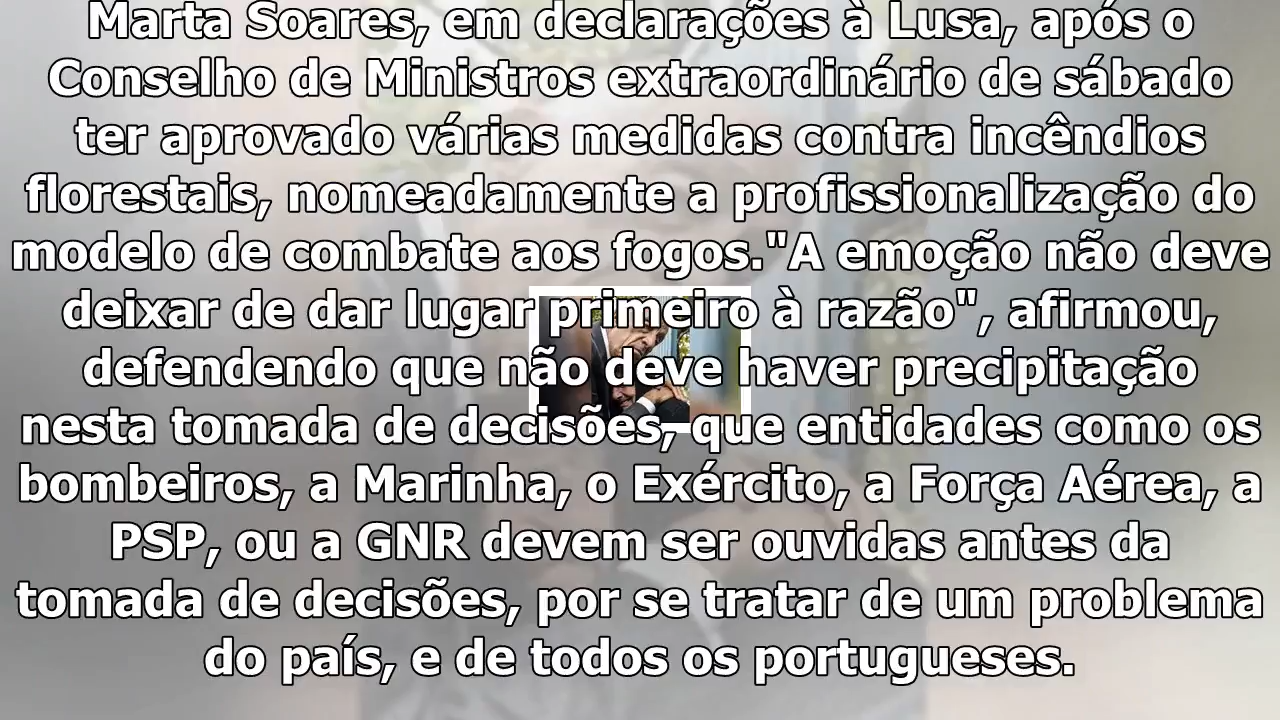 Marta Soares, em declarações à Lusa, após o
Conselho de Ministros extraordinário de sábado
ter aprovado várias medidas contra incêndios
florestais, nomeadamente a profissionalização do
modelo de combate aos fogos."A emoção não deve
deixar de dar lugar primeiro à razão", afirmou,
defendendo que não deve haver precipitação
nesta tomada de decisões, que entidades como os
bombeiros, a Marinha, o Exército, a Força Aérea, a
PSP, ou a GNR devem ser ouvidas antes da
tomada de decisões, por se tratar de um problema
do país, e de todos os portugueses.